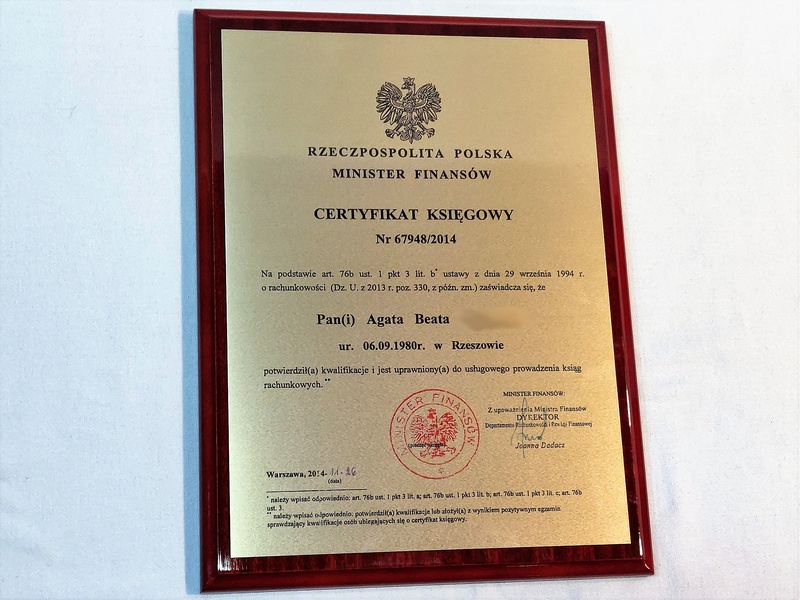 RZECZPOSPOLITA POLSKA
MINISTER FINANSÓW
CERTYFIKAT KSIĘGOWY
Nr 67948/2014
Na podstawie art. 76b ust. 1 pkt 3 lit. b* ustawy z dnia 29 września 1994 r.
o rachunkowości (Dz. U. z 2013 r. poz. 330, z późn. zm.) zaświadcza się, że
Pan(i) Agata Beata
ur. 06.09.1980r. w Rzeszowie
potwierdził(a) kwalifikacje i jest uprawniony(a) do usługowego prowadzenia ksiąg
rachunkowych.**
MINISTER FINANSÓW:
Z upoważnienia Ministra Finansów
DYREKTOR
Departamentu Rachunkowości i Rewizji Finansowej
Joanna Dadacz
MINISTER FINANSÓW
Warszawa, 2014-11-26
(data)
* należy wpisać odpowiednio: art. 76b ust. 1 pkt 3 lit. a; art. 76b ust. 1 pkt 3 lit. b; art. 76b ust. 1 pkt 3 lit. c; art. 76b
ust. 3.
** należy wpisać odpowiednio: potwierdził(a) kwalifikacje lub złożył(a) z wynikiem pozytywnym egzamin
sprawdzający kwalifikacje osób ubiegających się o certyfikat księgowy.